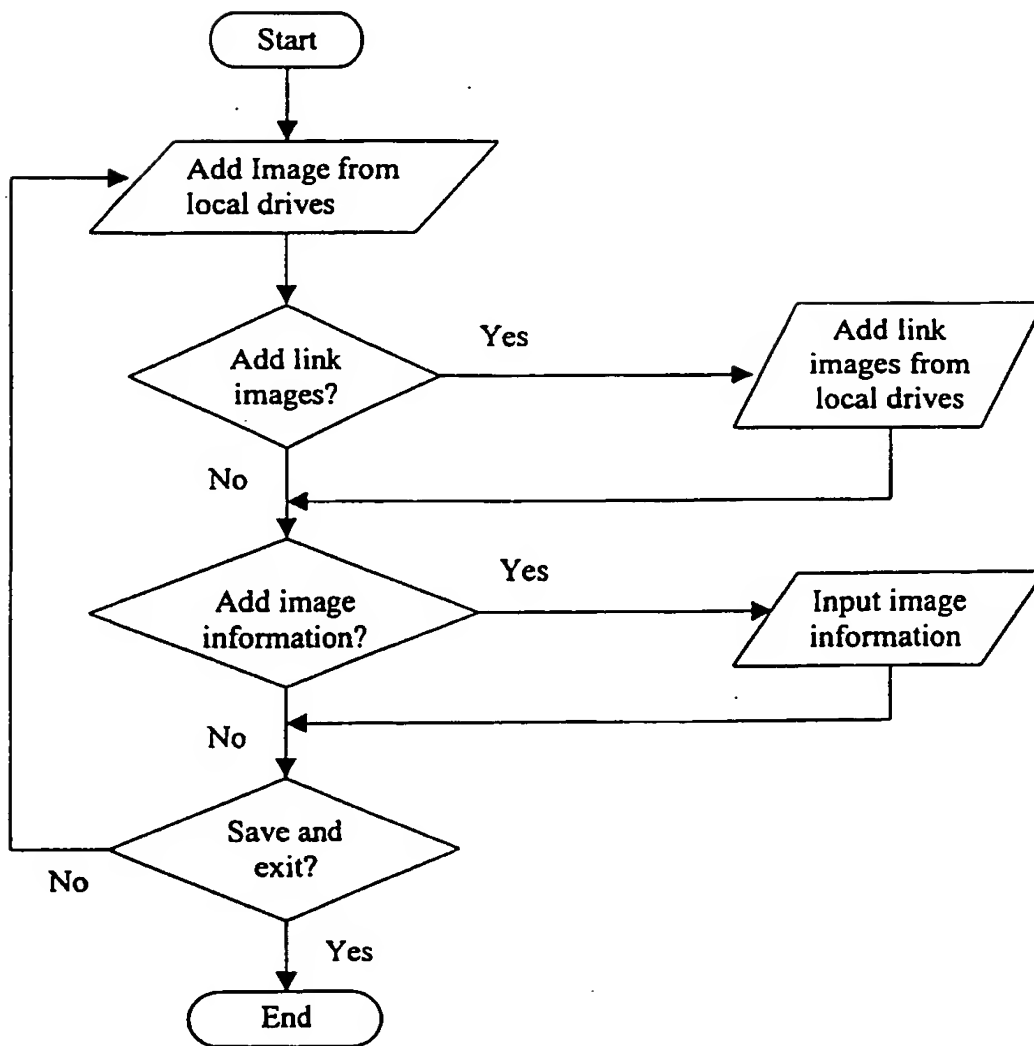 Start
Add Image from
local drives
Add link
images?
Yes
Add link
images from
local drives
No
Add image
information?
Yes
Input image
information
No
Save and
exit?
No
Yes
End